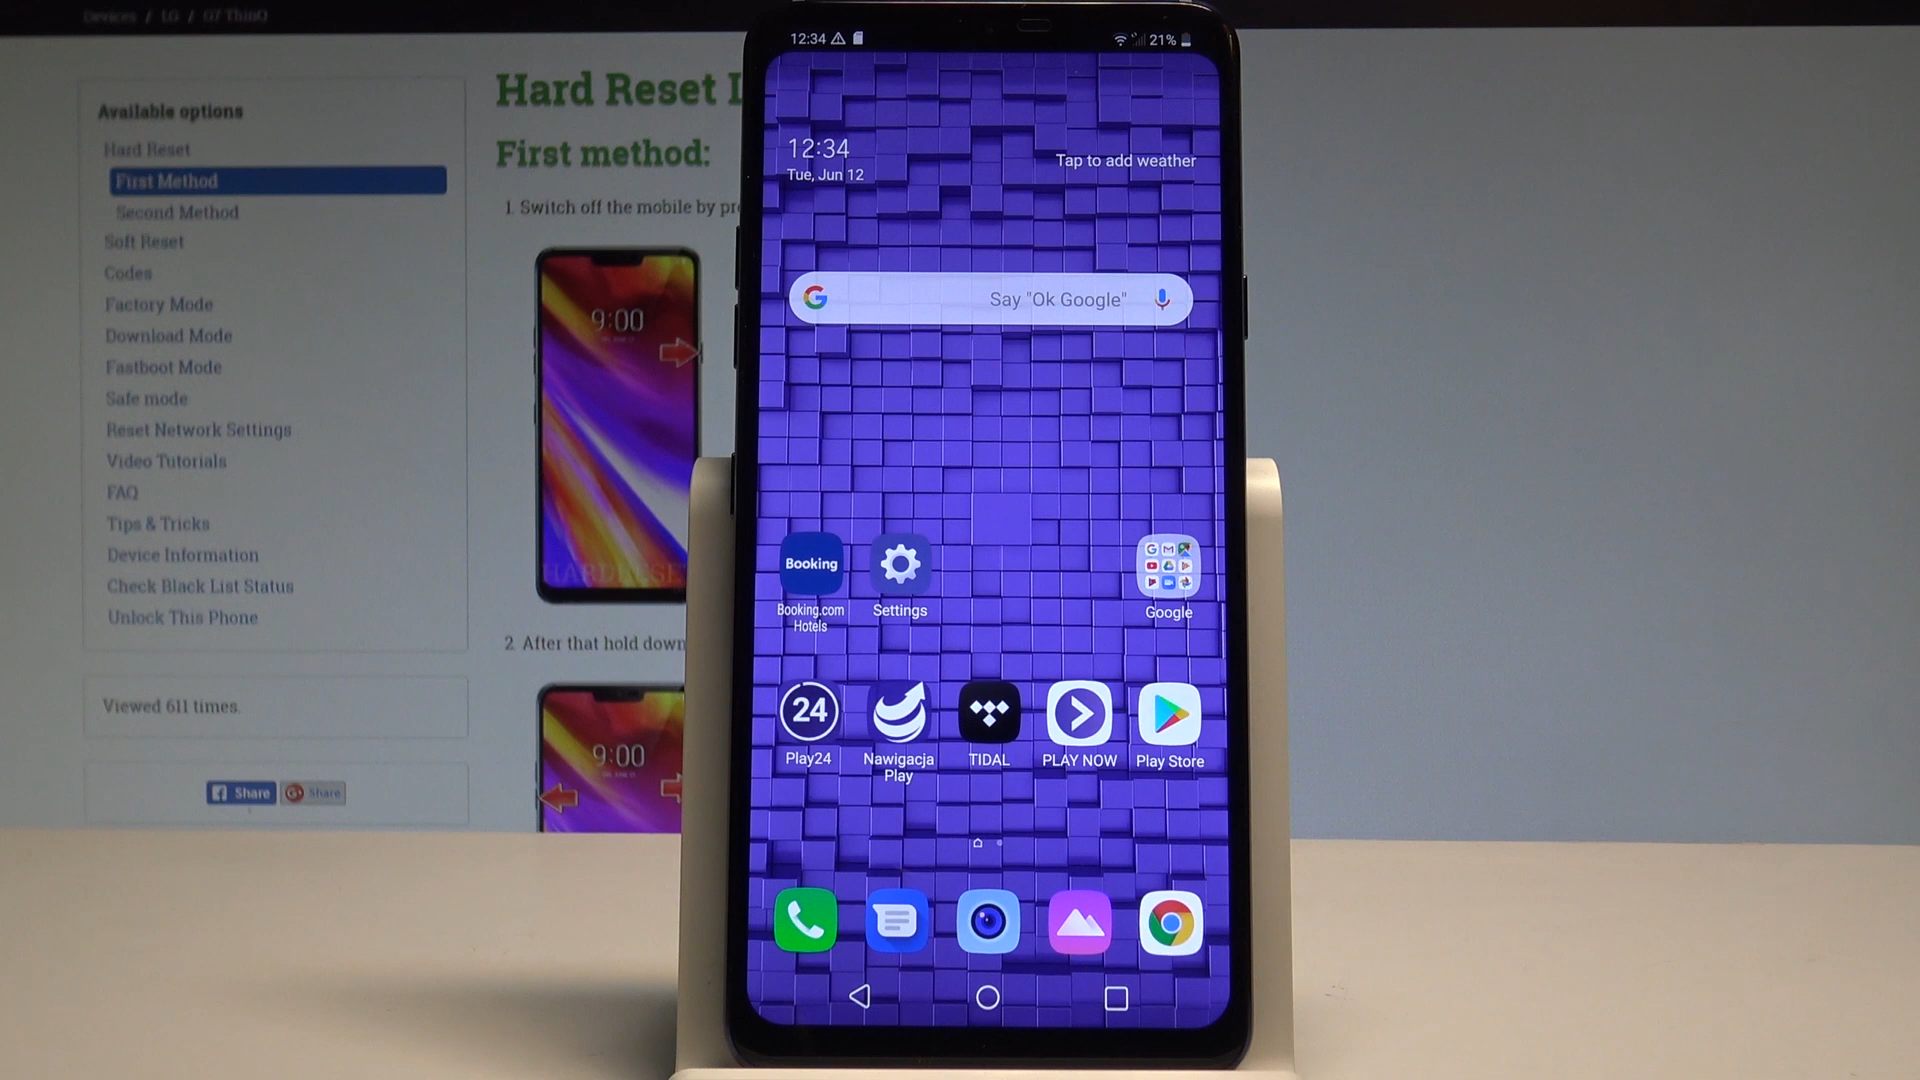 Devices / LG / G7 ThinQ
Available options
Hard Reset
First Method
Second Method
Soft Reset
Codes
Factory Mode
Download Mode
Fastboot Mode
Safe mode
Reset Network Settings
Video Tutorials
FAQ
Tips & Tricks
Device Information
Check Black List Status
Unlock This Phone
Viewed 611 times.
Share
Share
Hard Reset
First method:
1. Switch off the mobile by
9:00
2. After that hold down
9:00
12:34
21%
12:34
Tue, Jun 12
Tap to add weather
Say "Ok Google"
Booking
Booking.com
Hotels
Settings
Google
24
Play24
Nawigacja
Play
TIDAL
PLAY NOW
Play Store